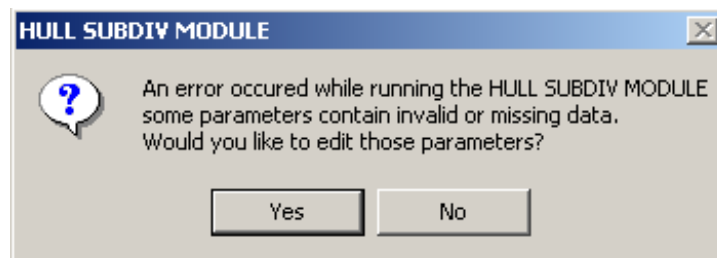 HULL SUBDIV MODULE
An error occured while running the HULL SUBDIV MODULE
some parameters contain invalid or missing data.
Would you like to edit those parameters?
Yes
No